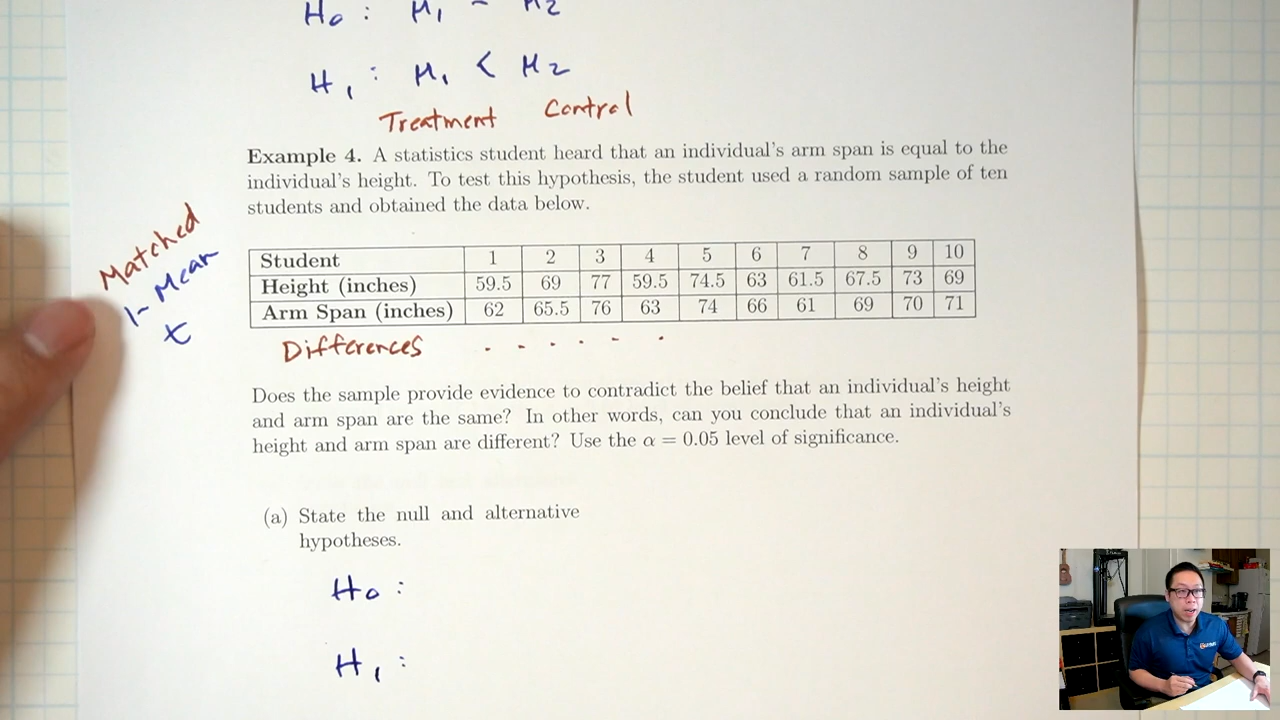 H₀ : μ₁ = μ₂
H₁ : μ₁ < μ₂
Treatment Control
Example 4. A statistics student heard that an individual's arm span is equal to the
individual's height. To test this hypothesis, the student used a random sample of ten
students and obtained the data below.
Matched
1-Mean
t
Student 1 2 3 4 5 6 7 8 9 10
Height (inches) 59.5 69 77 59.5 74.5 63 61.5 67.5 73 69
Arm Span (inches) 62 65.5 76 63 74 66 61 69 70 71
Differences . . . . . .
Does the sample provide evidence to contradict the belief that an individual's height
and arm span are the same? In other words, can you conclude that an individual's
height and arm span are different? Use the α = 0.05 level of significance.
(a) State the null and alternative
hypotheses.
H₀ :
H₁ :